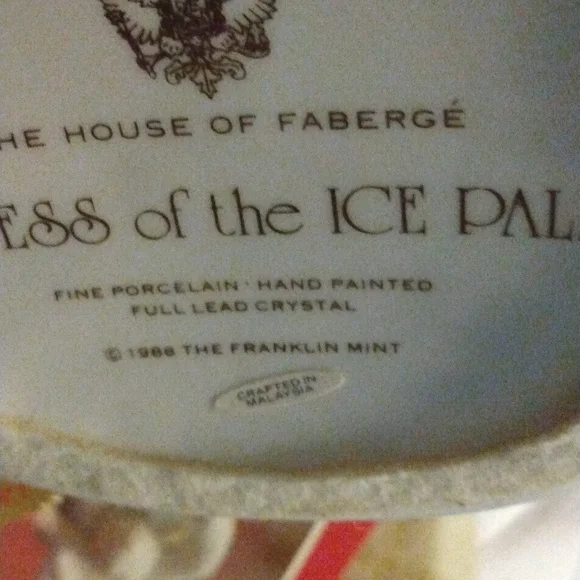 HE HOUSE OF FABERGÉ
ESS of the ICE PAL
FINE PORCELAIN · HAND PAINTED
FULL LEAD CRYSTAL
© 1988 THE FRANKLIN MINT
CRAFTED IN
MALAYSIA